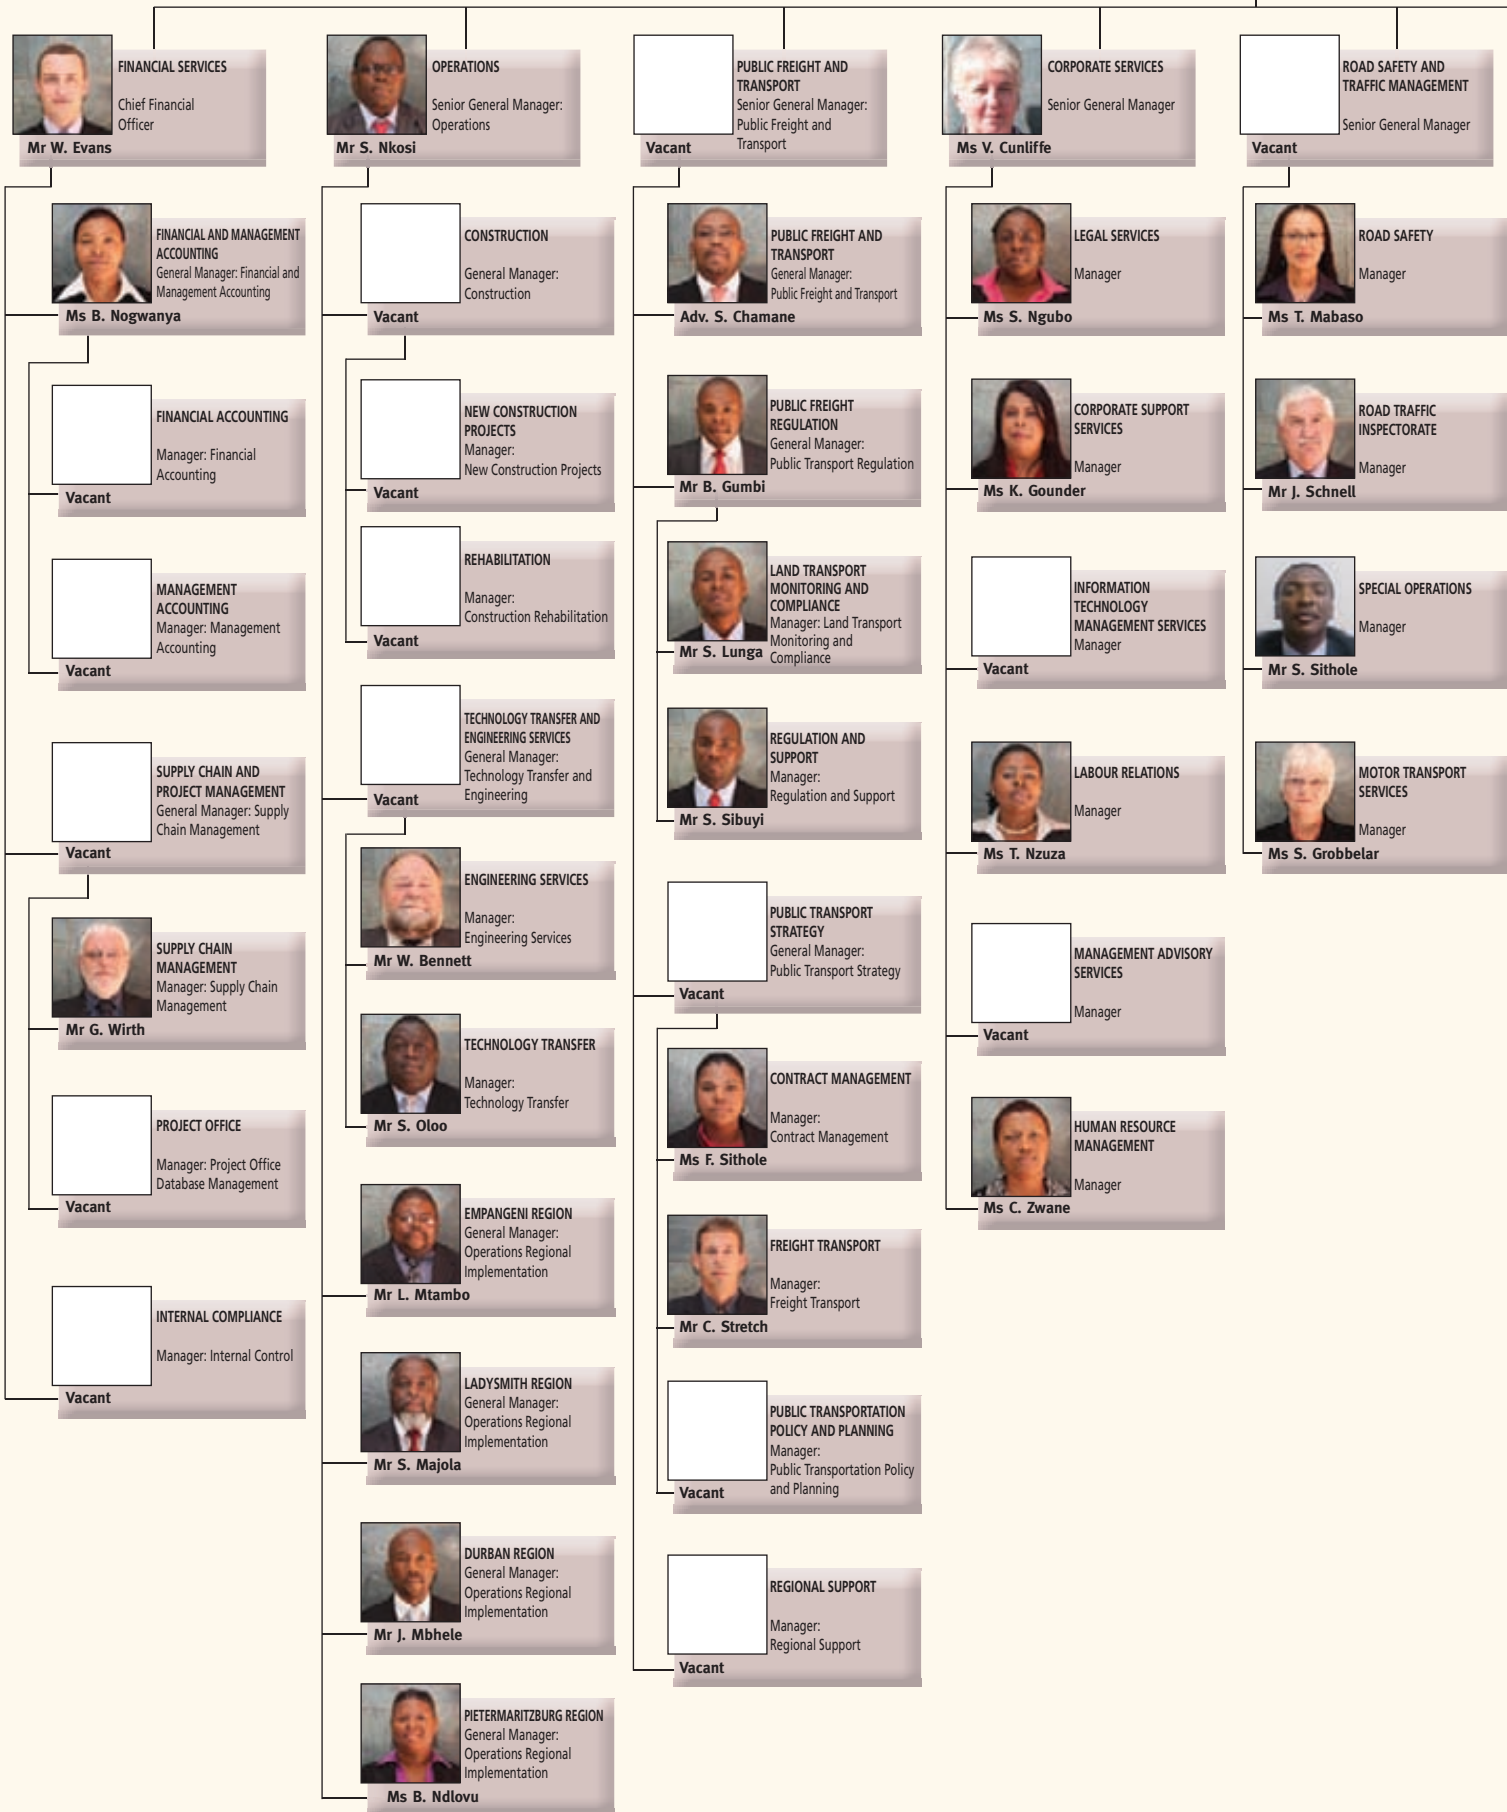 FINANCIAL SERVICES
Chief Financial
Officer
Mr W. Evans
FINANCIAL AND MANAGEMENT
ACCOUNTING
General Manager: Financial and
Management Accounting
Ms B. Nogwanya
FINANCIAL ACCOUNTING
Manager: Financial
Accounting
Vacant
MANAGEMENT
ACCOUNTING
Manager: Management
Accounting
Vacant
SUPPLY CHAIN AND
PROJECT MANAGEMENT
General Manager: Supply
Chain Management
Vacant
SUPPLY CHAIN
MANAGEMENT
Manager: Supply Chain
Management
Mr G. Wirth
PROJECT OFFICE
Manager: Project Office
Database Management
Vacant
INTERNAL COMPLIANCE
Manager: Internal Control
Vacant
OPERATIONS
Senior General Manager:
Operations
Mr S. Nkosi
CONSTRUCTION
General Manager:
Construction
Vacant
NEW CONSTRUCTION
PROJECTS
Manager:
New Construction Projects
Vacant
REHABILITATION
Manager:
Construction Rehabilitation
Vacant
TECHNOLOGY TRANSFER AND
ENGINEERING SERVICES
General Manager:
Technology Transfer and
Engineering
Vacant
ENGINEERING SERVICES
Manager:
Engineering Services
Mr W. Bennett
TECHNOLOGY TRANSFER
Manager:
Technology Transfer
Mr S. Oloo
EMPANGENI REGION
General Manager:
Operations Regional
Implementation
Mr L. Mtambo
LADYSMITH REGION
General Manager:
Operations Regional
Implementation
Mr S. Majola
DURBAN REGION
General Manager:
Operations Regional
Implementation
Mr J. Mbhele
PIETERMARITZBURG REGION
General Manager:
Operations Regional
Implementation
Ms B. Ndlovu
PUBLIC FREIGHT AND
TRANSPORT
Senior General Manager:
Public Freight and
Transport
Vacant
PUBLIC FREIGHT AND
TRANSPORT
General Manager:
Public Freight and Transport
Adv. S. Chamane
PUBLIC FREIGHT
REGULATION
General Manager:
Public Transport Regulation
Mr B. Gumbi
LAND TRANSPORT
MONITORING AND
COMPLIANCE
Manager: Land Transport
Monitoring and
Compliance
Mr S. Lunga
REGULATION AND
SUPPORT
Manager:
Regulation and Support
Mr S. Sibuyi
PUBLIC TRANSPORT
STRATEGY
General Manager:
Public Transport Strategy
Vacant
CONTRACT MANAGEMENT
Manager:
Contract Management
Ms F. Sithole
FREIGHT TRANSPORT
Manager:
Freight Transport
Mr C. Stretch
PUBLIC TRANSPORTATION
POLICY AND PLANNING
Manager:
Public Transportation Policy
and Planning
Vacant
REGIONAL SUPPORT
Manager:
Regional Support
Vacant
CORPORATE SERVICES
Senior General Manager
Ms V. Cunliffe
LEGAL SERVICES
Manager
Ms S. Ngubo
CORPORATE SUPPORT
SERVICES
Manager
Ms K. Gounder
INFORMATION
TECHNOLOGY
MANAGEMENT SERVICES
Manager
Vacant
LABOUR RELATIONS
Manager
Ms T. Nzuza
MANAGEMENT ADVISORY
SERVICES
Manager
Vacant
HUMAN RESOURCE
MANAGEMENT
Manager
Ms C. Zwane
ROAD SAFETY AND
TRAFFIC MANAGEMENT
Senior General Manager
Vacant
ROAD SAFETY
Manager
Ms T. Mabaso
ROAD TRAFFIC
INSPECTORATE
Manager
Mr J. Schnell
SPECIAL OPERATIONS
Manager
Mr S. Sithole
MOTOR TRANSPORT
SERVICES
Manager
Ms S. Grobbelar